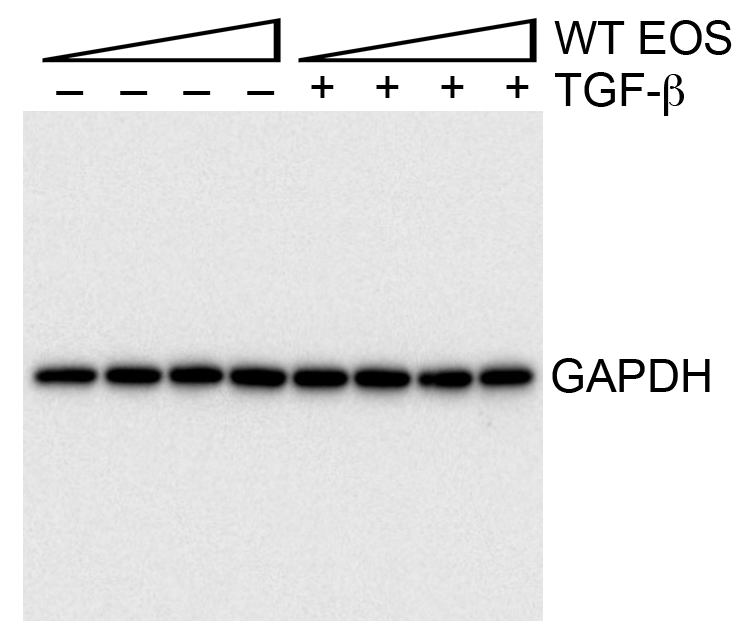 WT EOS
– – – – + + + + TGF-β
GAPDH